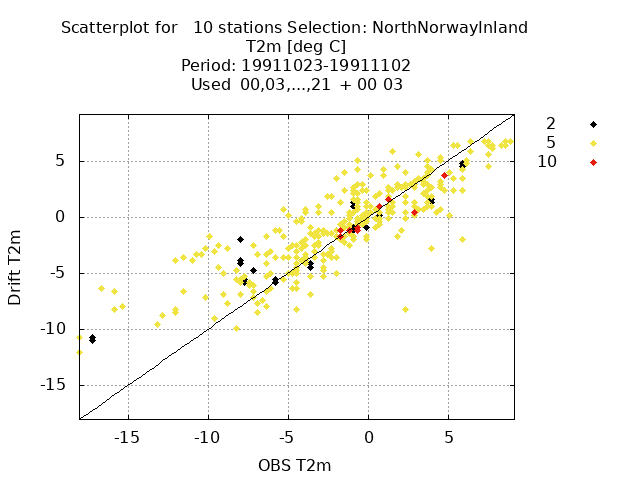 Scatterplot for   10 stations Selection: NorthNorwayInland
T2m [deg C]
Period: 19911023-19911102
Used  00,03,...,21  + 00 03
2
5
10
5
0
-5
-10
-15
Drift T2m
-15 -10 -5 0 5
OBS T2m